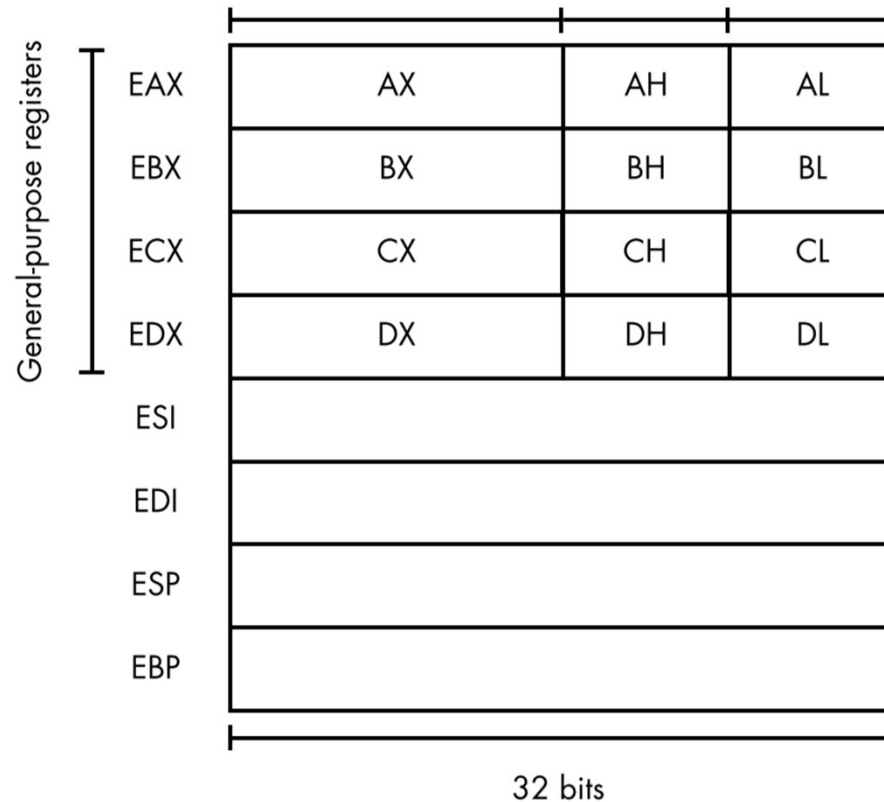 General-purpose registers
EAX AX AH AL
EBX BX BH BL
ECX CX CH CL
EDX DX DH DL
ESI
EDI
ESP
EBP
32 bits